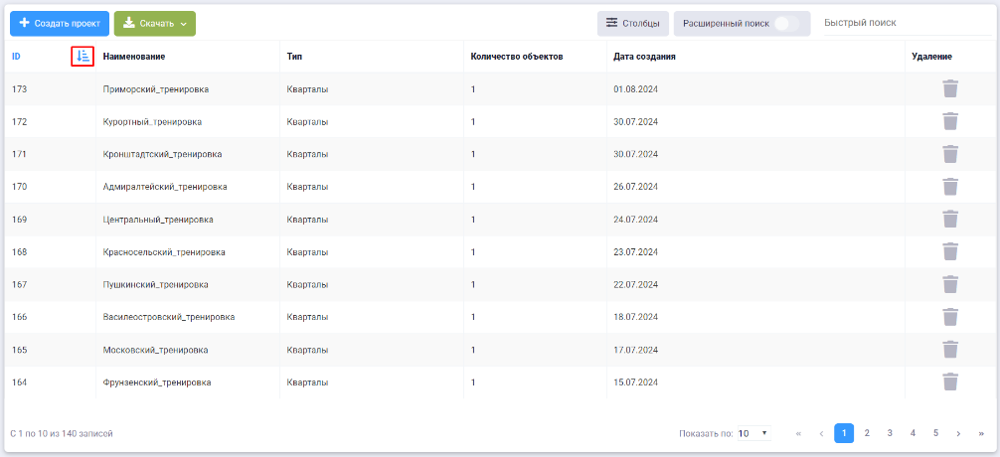 Создать проект Скачать Столбцы Расширенный поиск Быстрый поиск
ID Наименование Тип Количество объектов Дата создания Удаление
173 Приморский_тренировка Кварталы 1 01.08.2024
172 Курортный_тренировка Кварталы 1 30.07.2024
171 Кронштадтский_тренировка Кварталы 1 30.07.2024
170 Адмиралтейский_тренировка Кварталы 1 26.07.2024
169 Центральный_тренировка Кварталы 1 24.07.2024
168 Красносельский_тренировка Кварталы 1 23.07.2024
167 Пушкинский_тренировка Кварталы 1 22.07.2024
166 Василеостровский_тренировка Кварталы 1 18.07.2024
165 Московский_тренировка Кварталы 1 17.07.2024
164 Фрунзенский_тренировка Кварталы 1 15.07.2024
С 1 по 10 из 140 записей Показать по: 10 « ‹ 1 2 3 4 5 › »